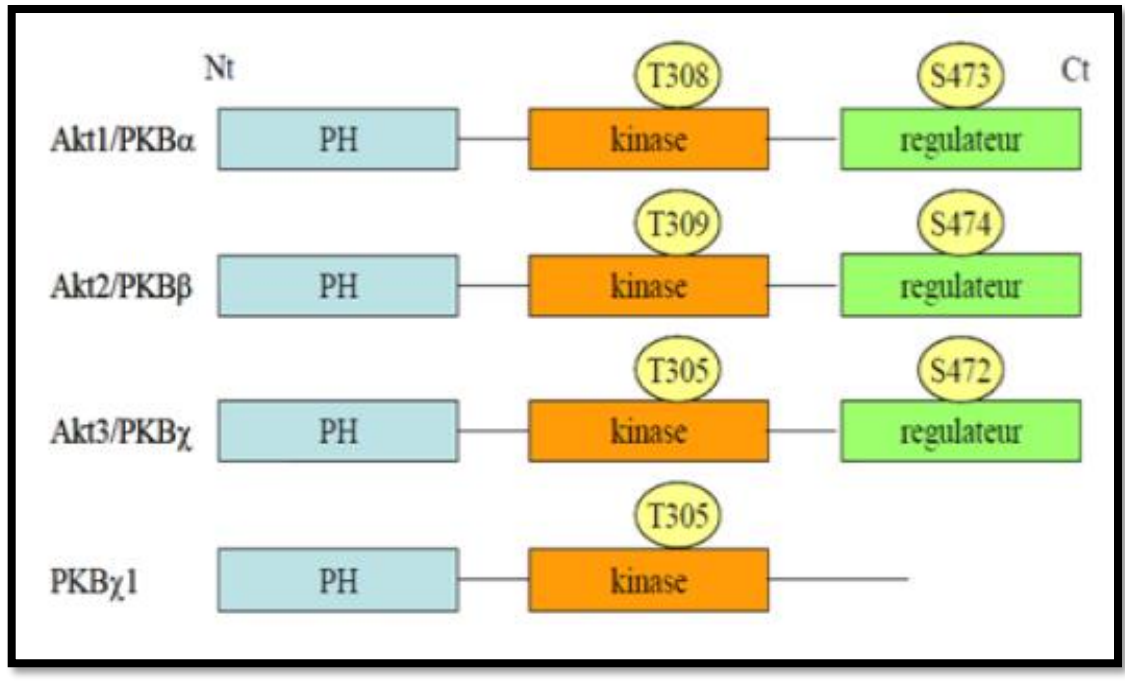 Nt T308 S473 Ct
Akt1/PKBα PH kinase regulateur
T309 S474
Akt2/PKBβ PH kinase regulateur
T305 S472
Akt3/PKBχ PH kinase regulateur
T305
PKBχ1 PH kinase